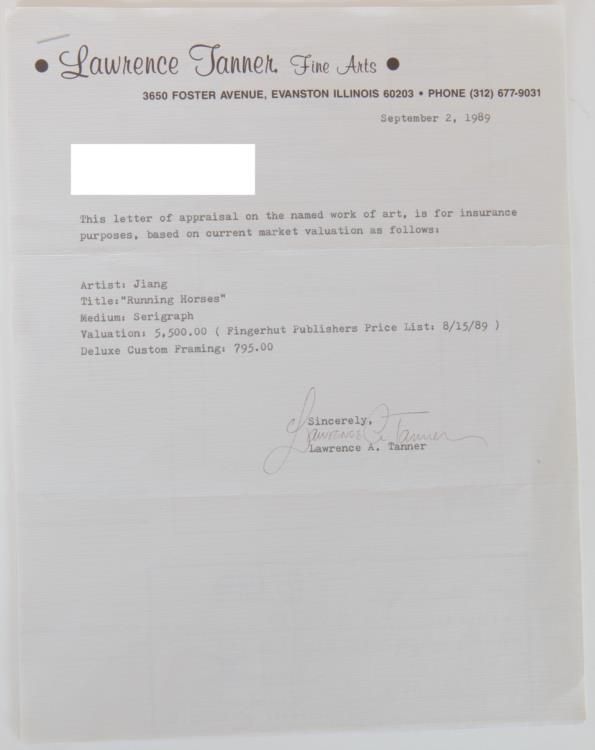 • Lawrence Tanner. Fine Arts •
3650 FOSTER AVENUE, EVANSTON ILLINOIS 60203 • PHONE (312) 677-9031
September 2, 1989
This letter of appraisal on the named work of art, is for insurance
purposes, based on current market valuation as follows:
Artist: Jiang
Title:"Running Horses"
Medium: Serigraph
Valuation: 5,500.00 ( Fingerhut Publishers Price List: 8/15/89 )
Deluxe Custom Framing: 795.00
Sincerely,
Lawrence A. Tanner
Lawrence A. Tanner